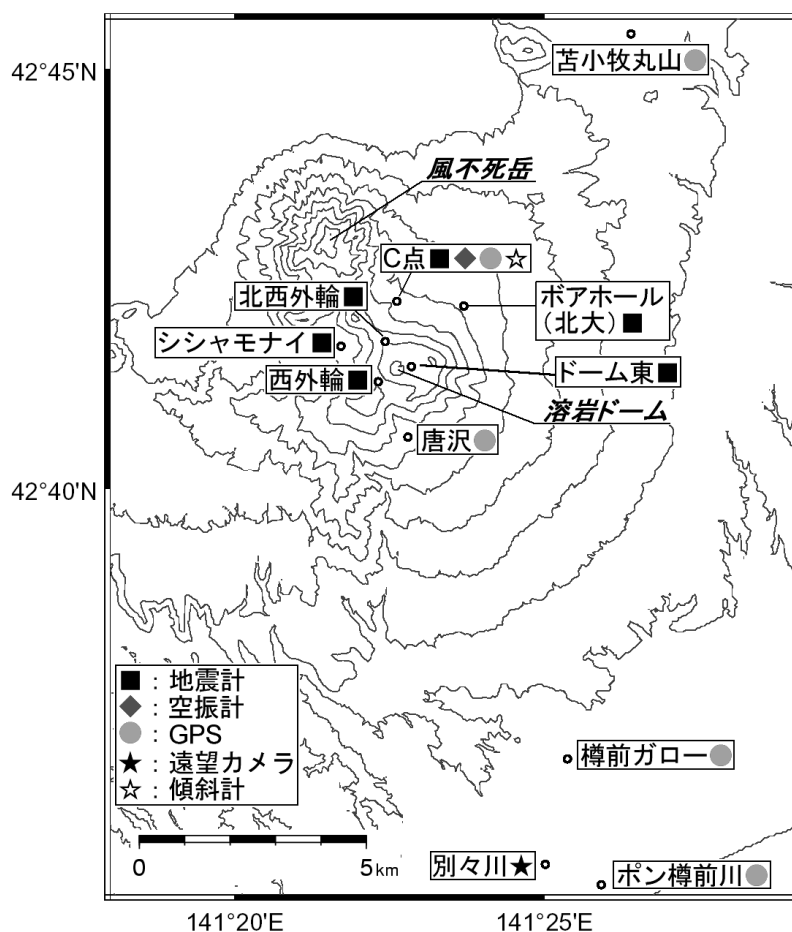 42°45'N
苫小牧丸山
風不死岳
C点
北西外輪
ボアホール
(北大)
シシャモナイ
西外輪
ドーム東
溶岩ドーム
唐沢
42°40'N
：地震計
：空振計
：GPS
：遠望カメラ
：傾斜計
樽前ガロー
0 5km
別々川
ポン樽前川
141°20'E 141°25'E